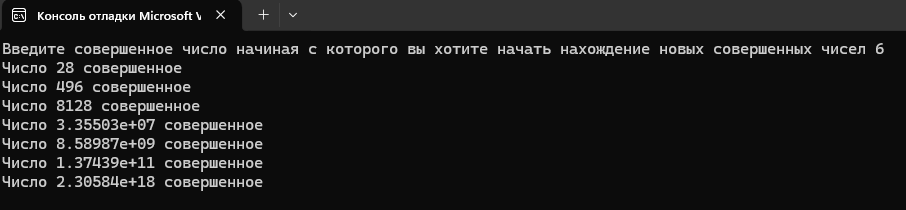 Консоль отладки Microsoft V
Введите совершенное число начиная с которого вы хотите начать нахождение новых совершенных чисел 6
Число 28 совершенное
Число 496 совершенное
Число 8128 совершенное
Число 3.35503e+07 совершенное
Число 8.58987e+09 совершенное
Число 1.37439e+11 совершенное
Число 2.30584e+18 совершенное